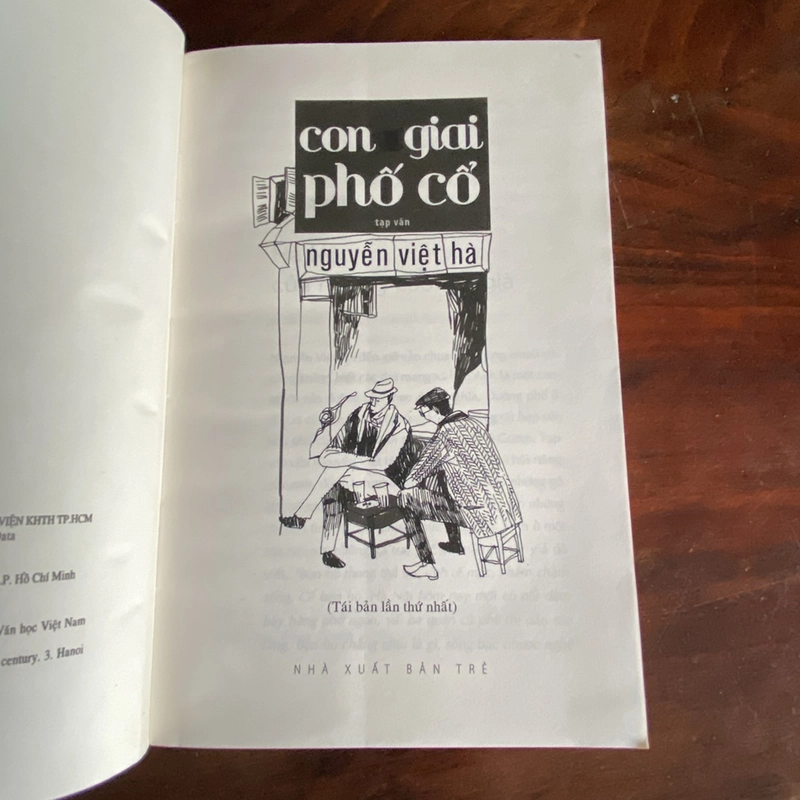 VIỆN KHTH TP.HCM
Data
.P. Hồ Chí Minh
Văn học Việt Nam
century. 3. Hanoi
con giai
phố cổ
tạp văn
nguyễn việt hà
(Tái bản lần thứ nhất)
NHÀ XUẤT BẢN TRẺ